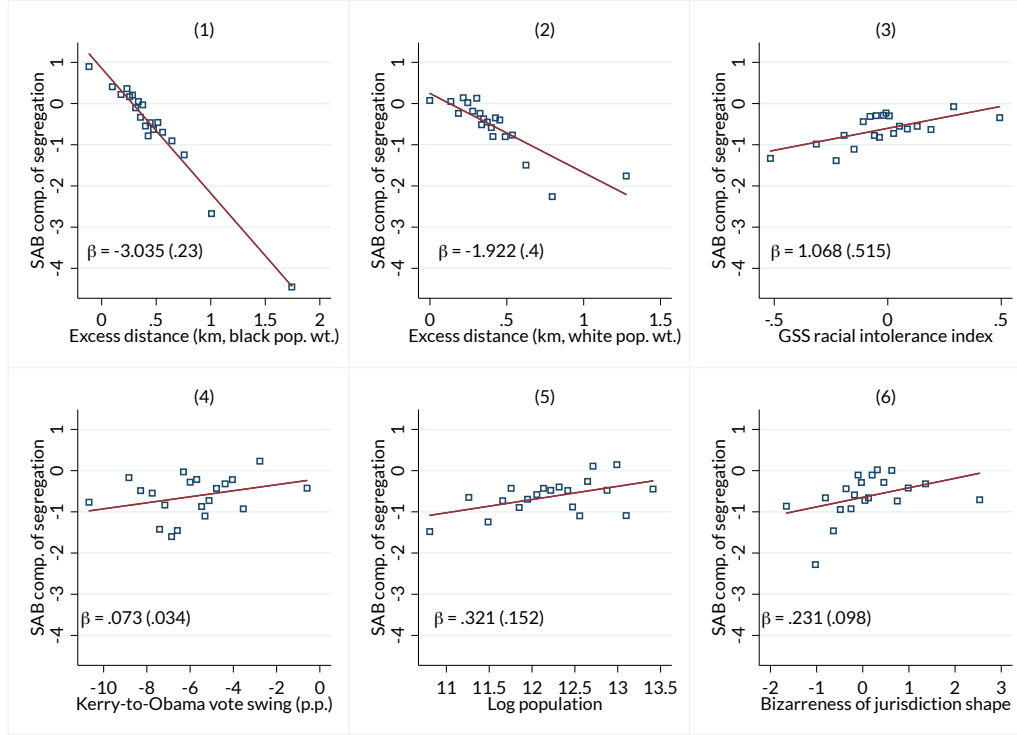 (1)
SAB comp. of segregation
1
0
-1
-2
-3
-4
β = -3.035 (.23)
0 .5 1 1.5 2
Excess distance (km, black pop. wt.)
(2)
SAB comp. of segregation
1
0
-1
-2
-3
-4
β = -1.922 (.4)
0 .5 1 1.5
Excess distance (km, white pop. wt.)
(3)
SAB comp. of segregation
1
0
-1
-2
-3
-4
β = 1.068 (.515)
-.5 0 .5
GSS racial intolerance index
(4)
SAB comp. of segregation
1
0
-1
-2
-3
-4
β = .073 (.034)
-10 -8 -6 -4 -2 0
Kerry-to-Obama vote swing (p.p.)
(5)
SAB comp. of segregation
1
0
-1
-2
-3
-4
β = .321 (.152)
11 11.5 12 12.5 13 13.5
Log population
(6)
SAB comp. of segregation
1
0
-1
-2
-3
-4
β = .231 (.098)
-2 -1 0 1 2 3
Bizarreness of jurisdiction shape